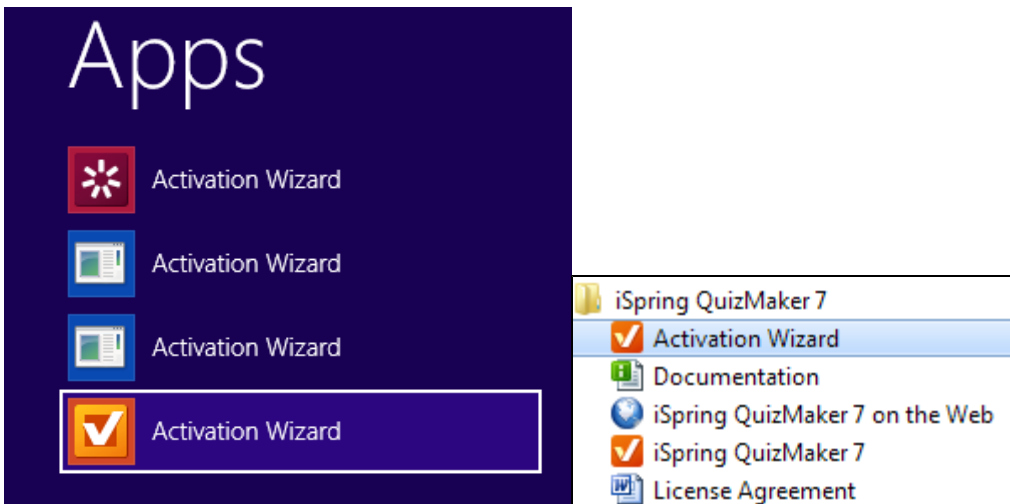 Apps
Activation Wizard
Activation Wizard
Activation Wizard
Activation Wizard
iSpring QuizMaker 7
Activation Wizard
Documentation
iSpring QuizMaker 7 on the Web
iSpring QuizMaker 7
License Agreement